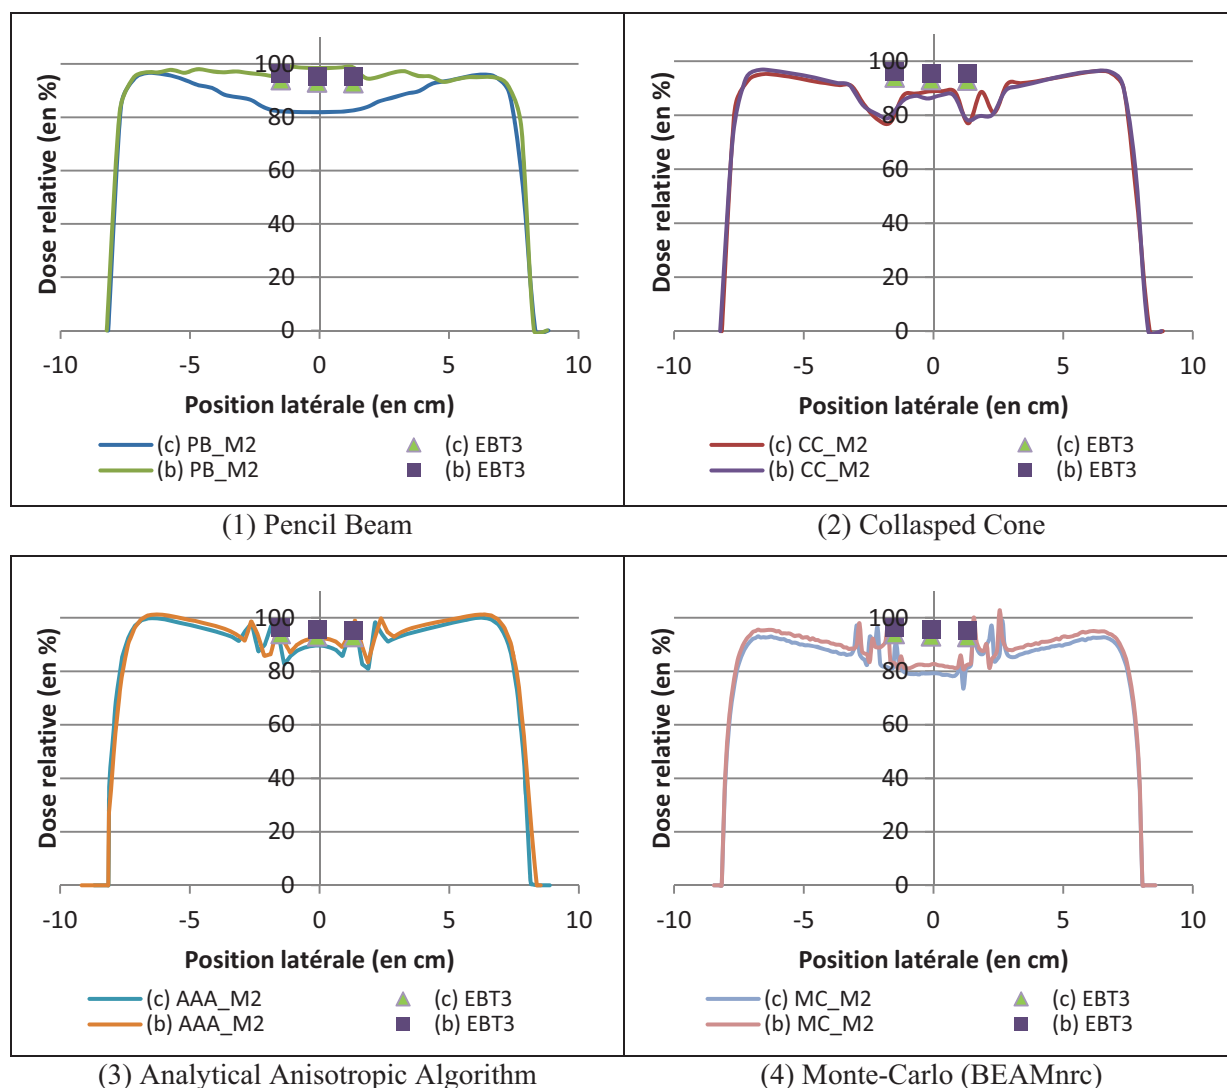 Dose relative (en %)
100
80
60
40
20
0
-10 -5 0 5 10
Position latérale (en cm)
(c) PB_M2 (c) EBT3
(b) PB_M2 (b) EBT3
(1) Pencil Beam
Dose relative (en %)
100
80
60
40
20
0
-10 -5 0 5 10
Position latérale (en cm)
(c) CC_M2 (c) EBT3
(b) CC_M2 (b) EBT3
(2) Collasped Cone
Dose relative (en %)
100
80
60
40
20
0
-10 -5 0 5 10
Position latérale (en cm)
(c) AAA_M2 (c) EBT3
(b) AAA_M2 (b) EBT3
(3) Analytical Anisotropic Algorithm
Dose relative (en %)
100
80
60
40
20
0
-10 -5 0 5 10
Position latérale (en cm)
(c) MC_M2 (c) EBT3
(b) MC_M2 (b) EBT3
(4) Monte-Carlo (BEAMnrc)